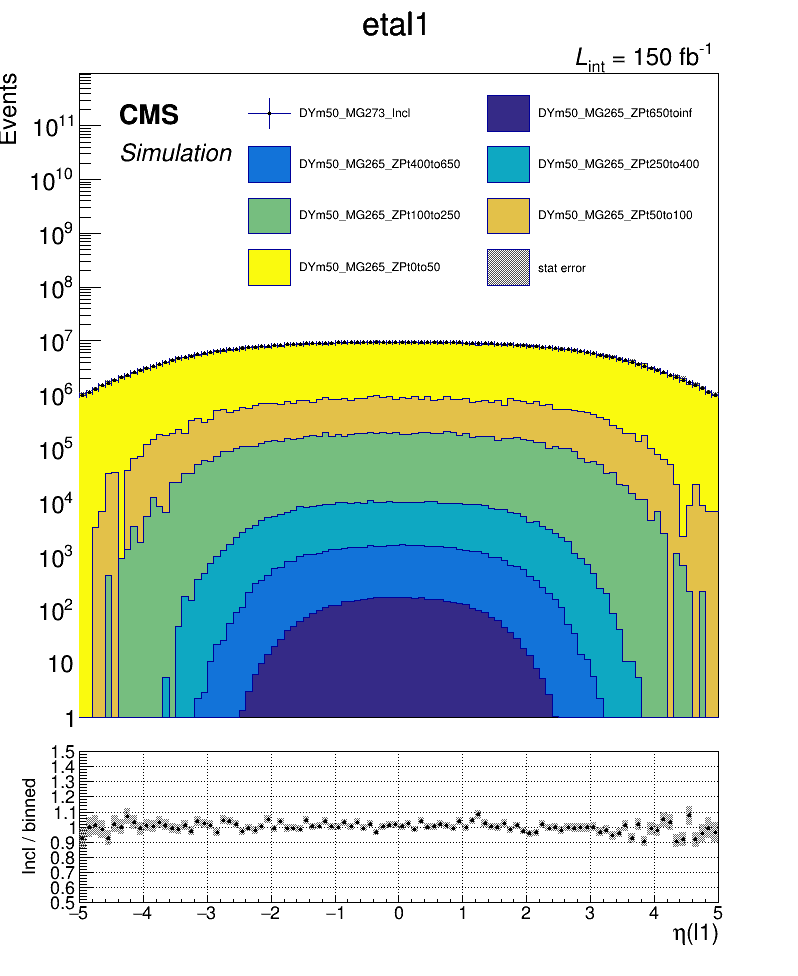 etal1
L_int = 150 fb^-1
Events
CMS
Simulation
DYm50_MG273_Incl
DYm50_MG265_ZPt650toinf
DYm50_MG265_ZPt400to650
DYm50_MG265_ZPt250to400
DYm50_MG265_ZPt100to250
DYm50_MG265_ZPt50to100
DYm50_MG265_ZPt0to50
stat error
10^11
10^10
10^9
10^8
10^7
10^6
10^5
10^4
10^3
10^2
10
1
Incl / binned
1.5
1.4
1.3
1.2
1.1
1
0.9
0.8
0.7
0.6
0.5
−5 −4 −3 −2 −1 0 1 2 3 4 5
η(l1)